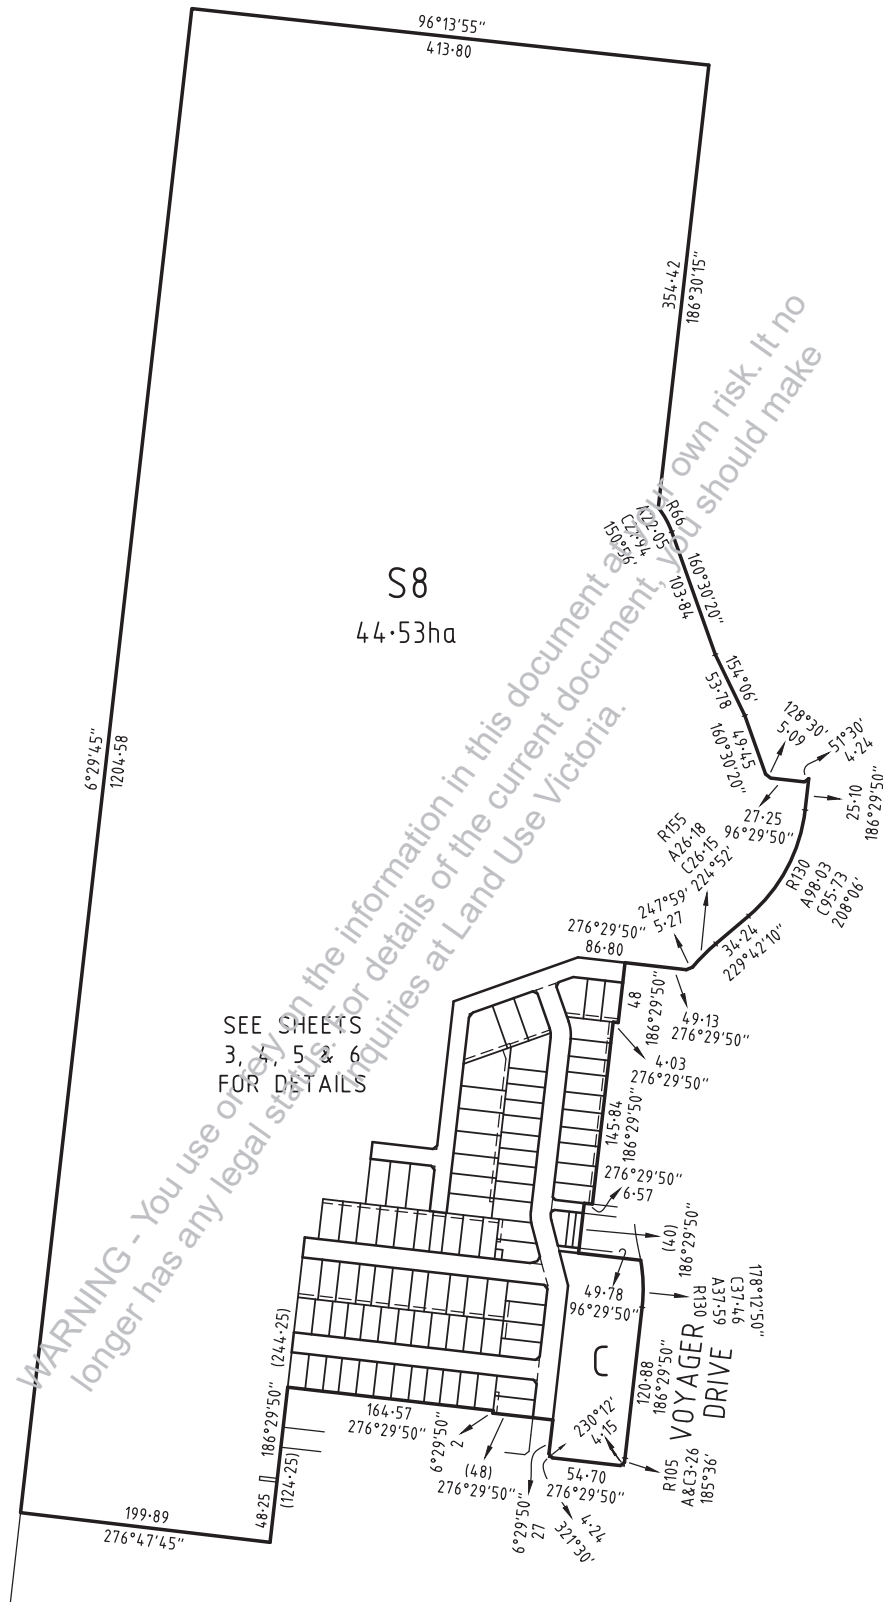 96°13'55"
413·80
354·42
186°30'15"
S8
44·53ha
R66
A22·05
C21·94
150°56'
160°30'20"
103·84
154°06'
53·78
49·45
160°30'20"
128°30'
5·09
51°30'
4·24
27·25
96°29'50"
25·10
186°29'50"
6°29'45"
1204·58
R130
A98·03
C95·73
208°06'
R155
A26·18
C26·15
224°52'
247°59'
5·27
34·24
229°42'10"
276°29'50"
86·80
48
186°29'50"
49·13
276°29'50"
4·03
276°29'50"
SEE SHEETS
3, 4, 5 & 6
FOR DETAILS
145·84
186°29'50"
276°29'50"
6·57
(40)
186°29'50"
2
49·78
96°29'50"
178°12'50"
C37·46
A37·59
R130
C
120·88
186°29'50"
VOYAGER
DRIVE
(244·25)
186°29'50"
164·57
276°29'50"
6°29'50"
2
(48)
276°29'50"
230°12'
4·15
54·70
276°29'50"
R105
A&C3·26
185°36'
6°29'50"
27
4·24
321°30'
48·25
(124·25)
199·89
276°47'45"
WARNING - You use or rely on the information in this document at your own risk. It no
longer has any legal status. For details of the current document, you should make
inquiries at Land Use Victoria.